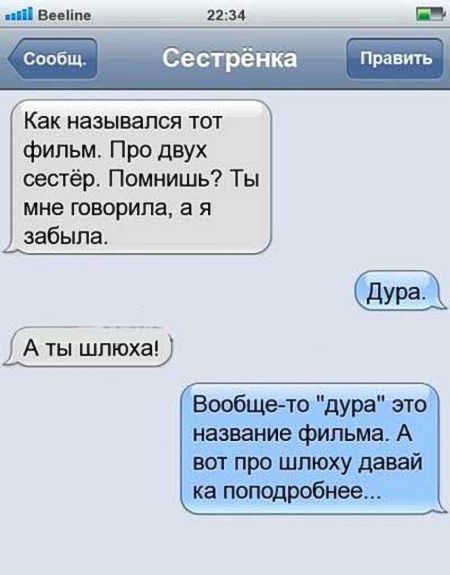 Beeline 22:34
Сообщ. Сестрёнка Править
Как назывался тот
фильм. Про двух
сестёр. Помнишь? Ты
мне говорила, а я
забыла.
Дура.
А ты шлюха!
Вообще-то "дура" это
название фильма. А
вот про шлюху давай
ка поподробнее...